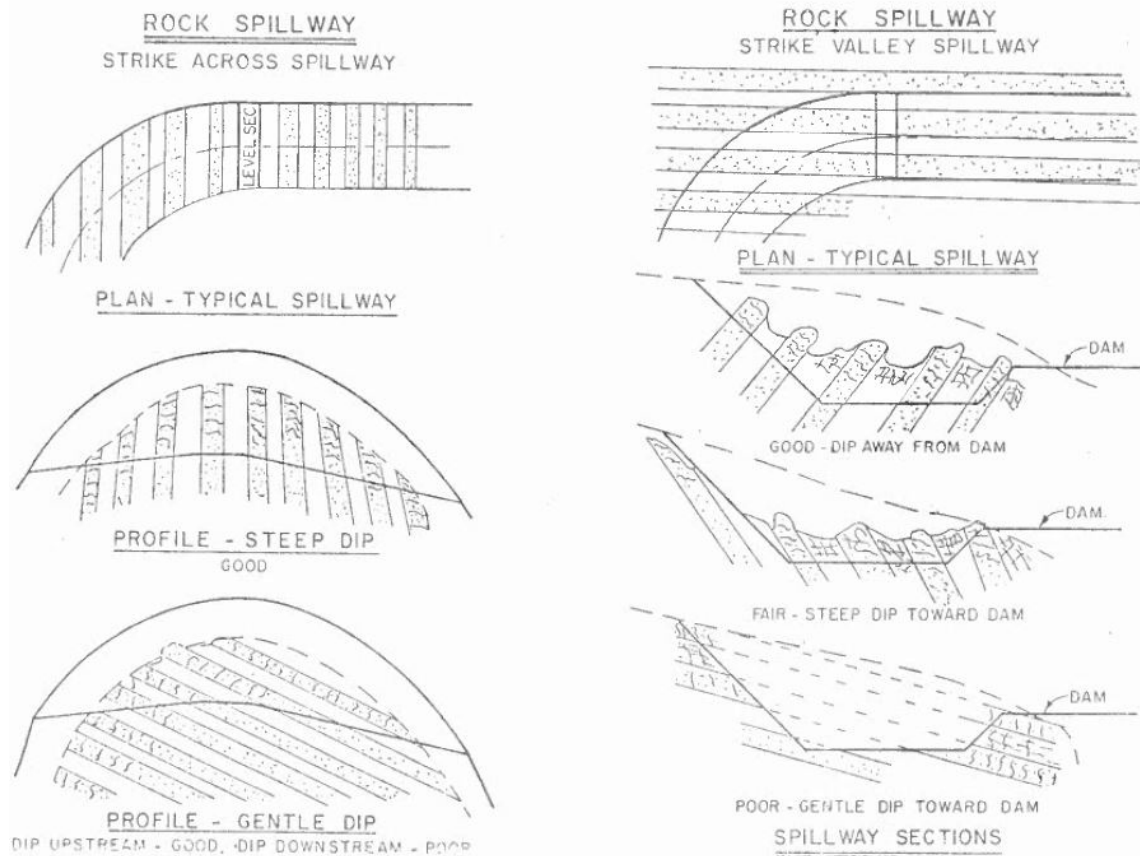 ROCK SPILLWAY
STRIKE ACROSS SPILLWAY
LEVEL SEC
PLAN - TYPICAL SPILLWAY
PROFILE - STEEP DIP
GOOD
PROFILE - GENTLE DIP
DIP UPSTREAM - GOOD, DIP DOWNSTREAM - POOR
ROCK SPILLWAY
STRIKE VALLEY SPILLWAY
PLAN - TYPICAL SPILLWAY
DAM
GOOD - DIP AWAY FROM DAM
DAM
FAIR - STEEP DIP TOWARD DAM
DAM
POOR - GENTLE DIP TOWARD DAM
SPILLWAY SECTIONS